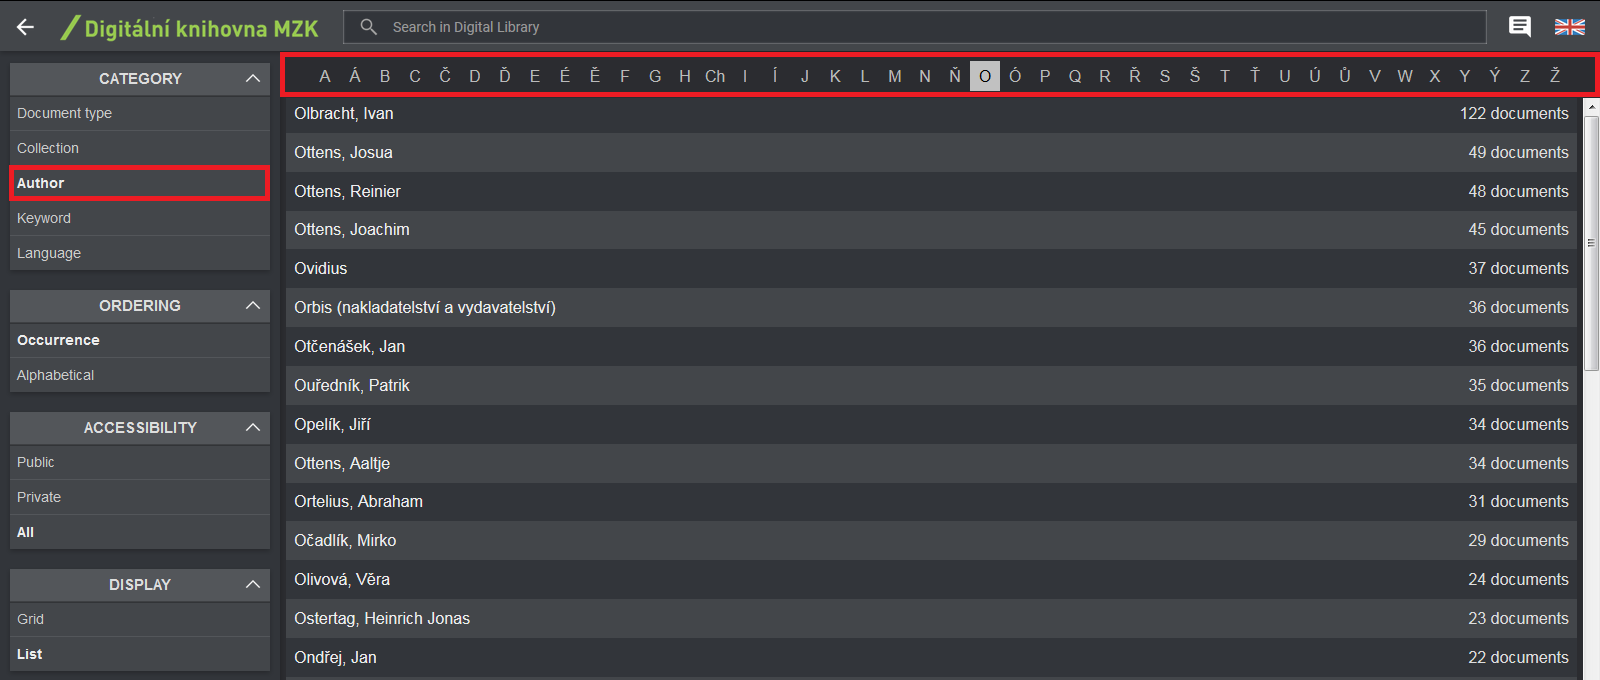 Digitální knihovna MZK
Search in Digital Library
CATEGORY
Document type
Collection
Author
Keyword
Language
ORDERING
Occurrence
Alphabetical
ACCESSIBILITY
Public
Private
All
DISPLAY
Grid
List
A Á B C Č D Ď E É Ě F G H Ch I Í J K L M N Ň O Ó P Q R Ř S Š T Ť U Ú Ů V W X Y Ý Z Ž
Olbracht, Ivan 122 documents
Ottens, Josua 49 documents
Ottens, Reinier 48 documents
Ottens, Joachim 45 documents
Ovidius 37 documents
Orbis (nakladatelství a vydavatelství) 36 documents
Otčenášek, Jan 36 documents
Ouředník, Patrik 35 documents
Opelík, Jiří 34 documents
Ottens, Aaltje 34 documents
Ortelius, Abraham 31 documents
Očadlík, Mirko 29 documents
Olivová, Věra 24 documents
Ostertag, Heinrich Jonas 23 documents
Ondřej, Jan 22 documents